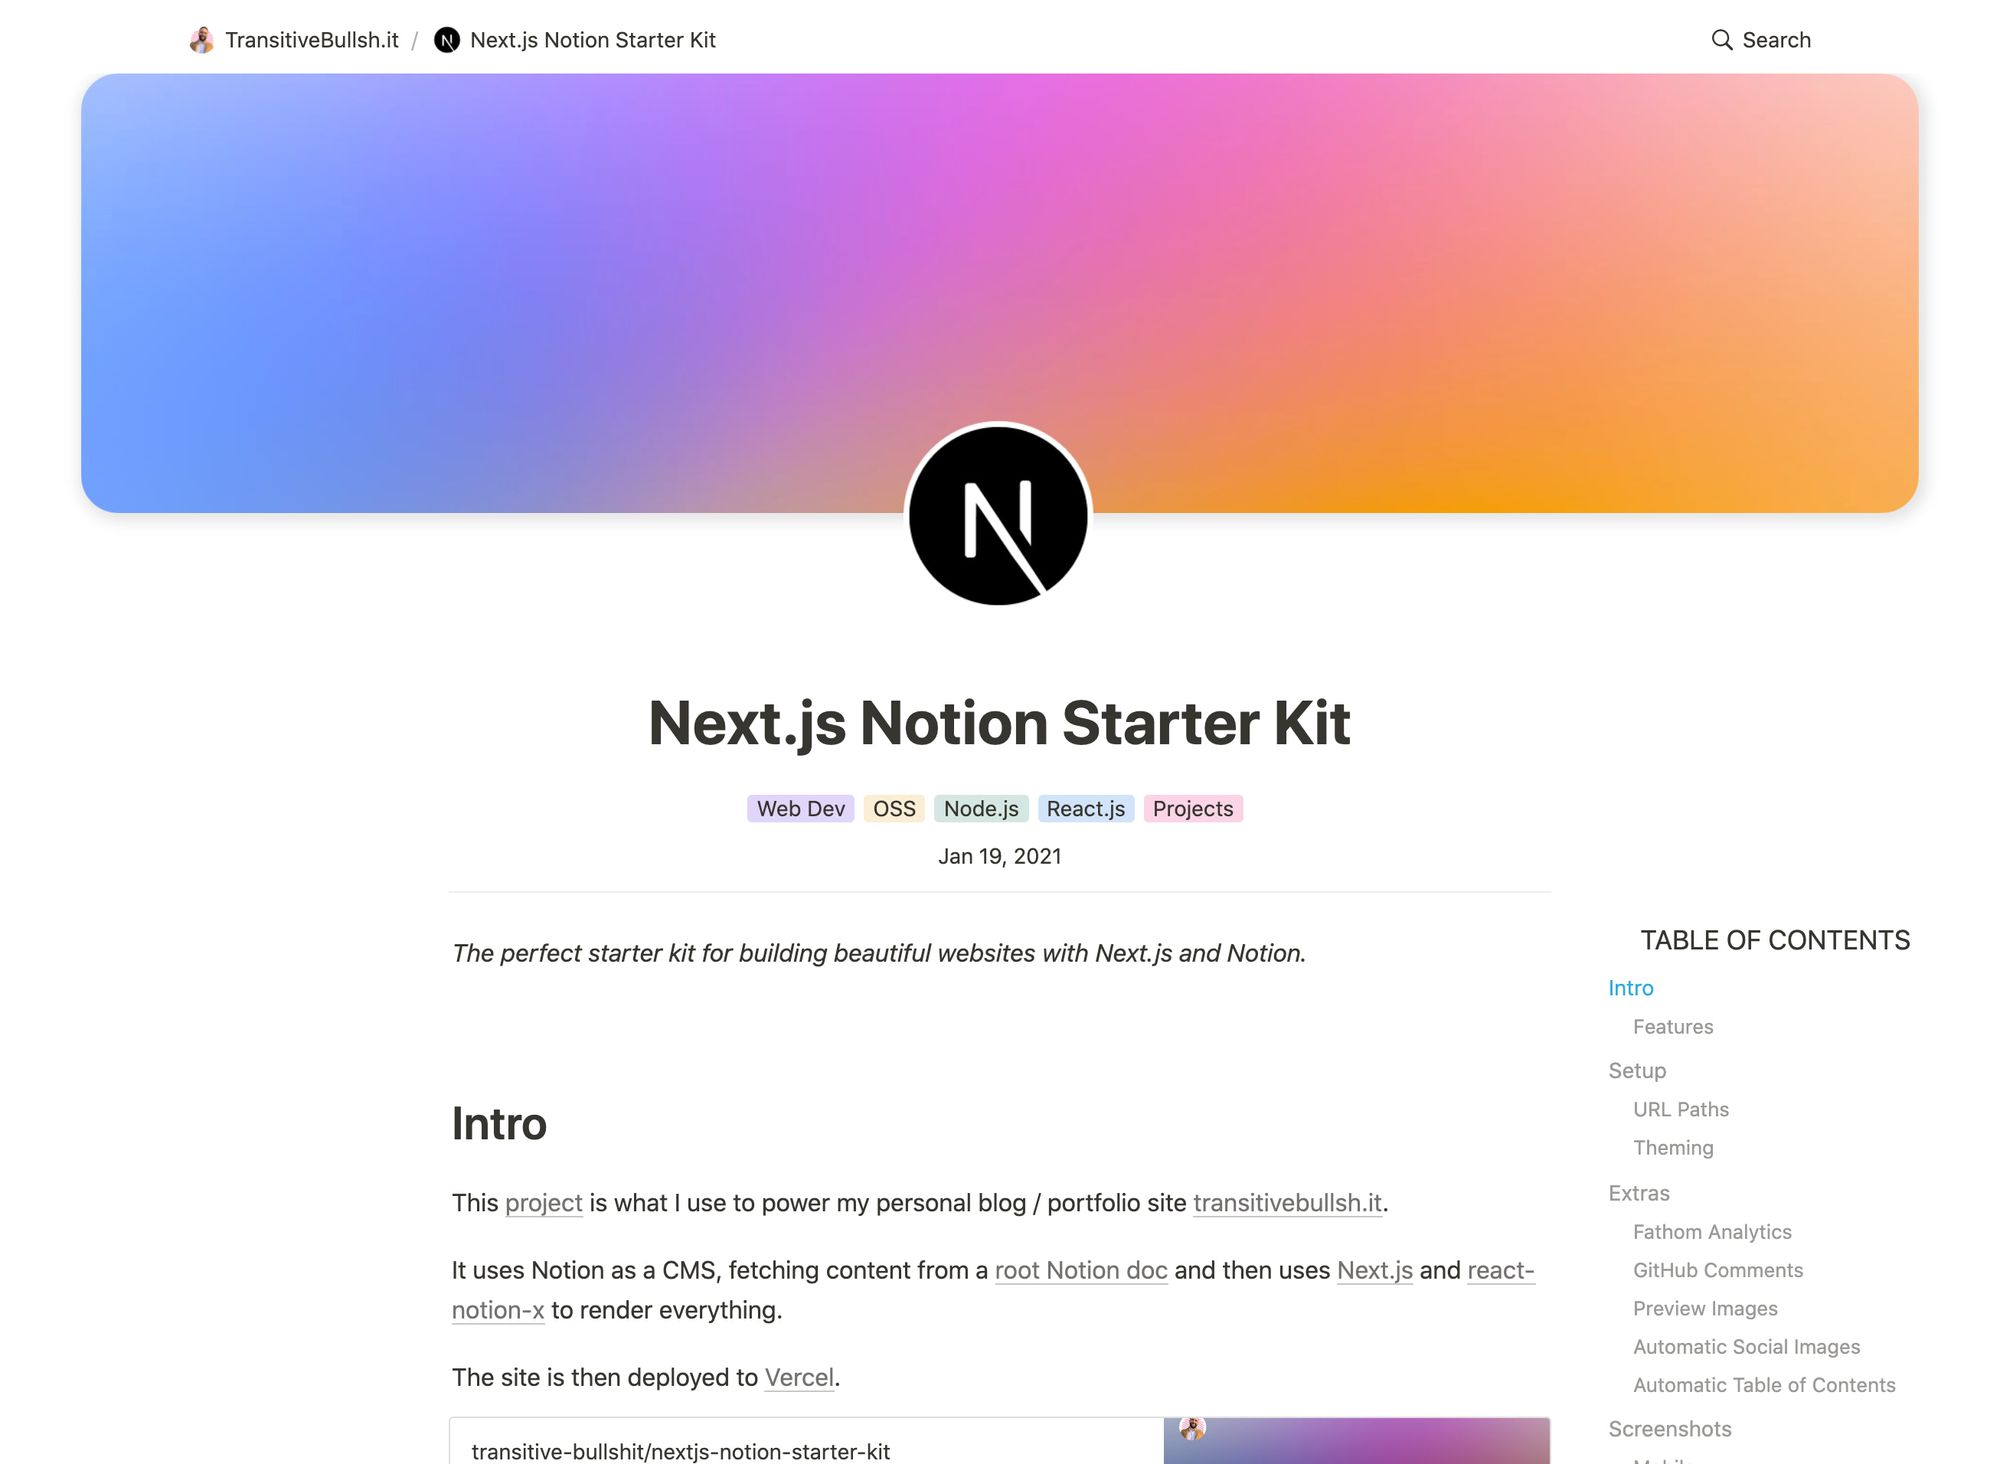 TransitiveBullsh.it / Next.js Notion Starter Kit
Search
Next.js Notion Starter Kit
Web Dev OSS Node.js React.js Projects
Jan 19, 2021
The perfect starter kit for building beautiful websites with Next.js and Notion.
Intro
This project is what I use to power my personal blog / portfolio site transitivebullsh.it.
It uses Notion as a CMS, fetching content from a root Notion doc and then uses Next.js and react-
notion-x to render everything.
The site is then deployed to Vercel.
transitive-bullshit/nextjs-notion-starter-kit
TABLE OF CONTENTS
Intro
Features
Setup
URL Paths
Theming
Extras
Fathom Analytics
GitHub Comments
Preview Images
Automatic Social Images
Automatic Table of Contents
Screenshots